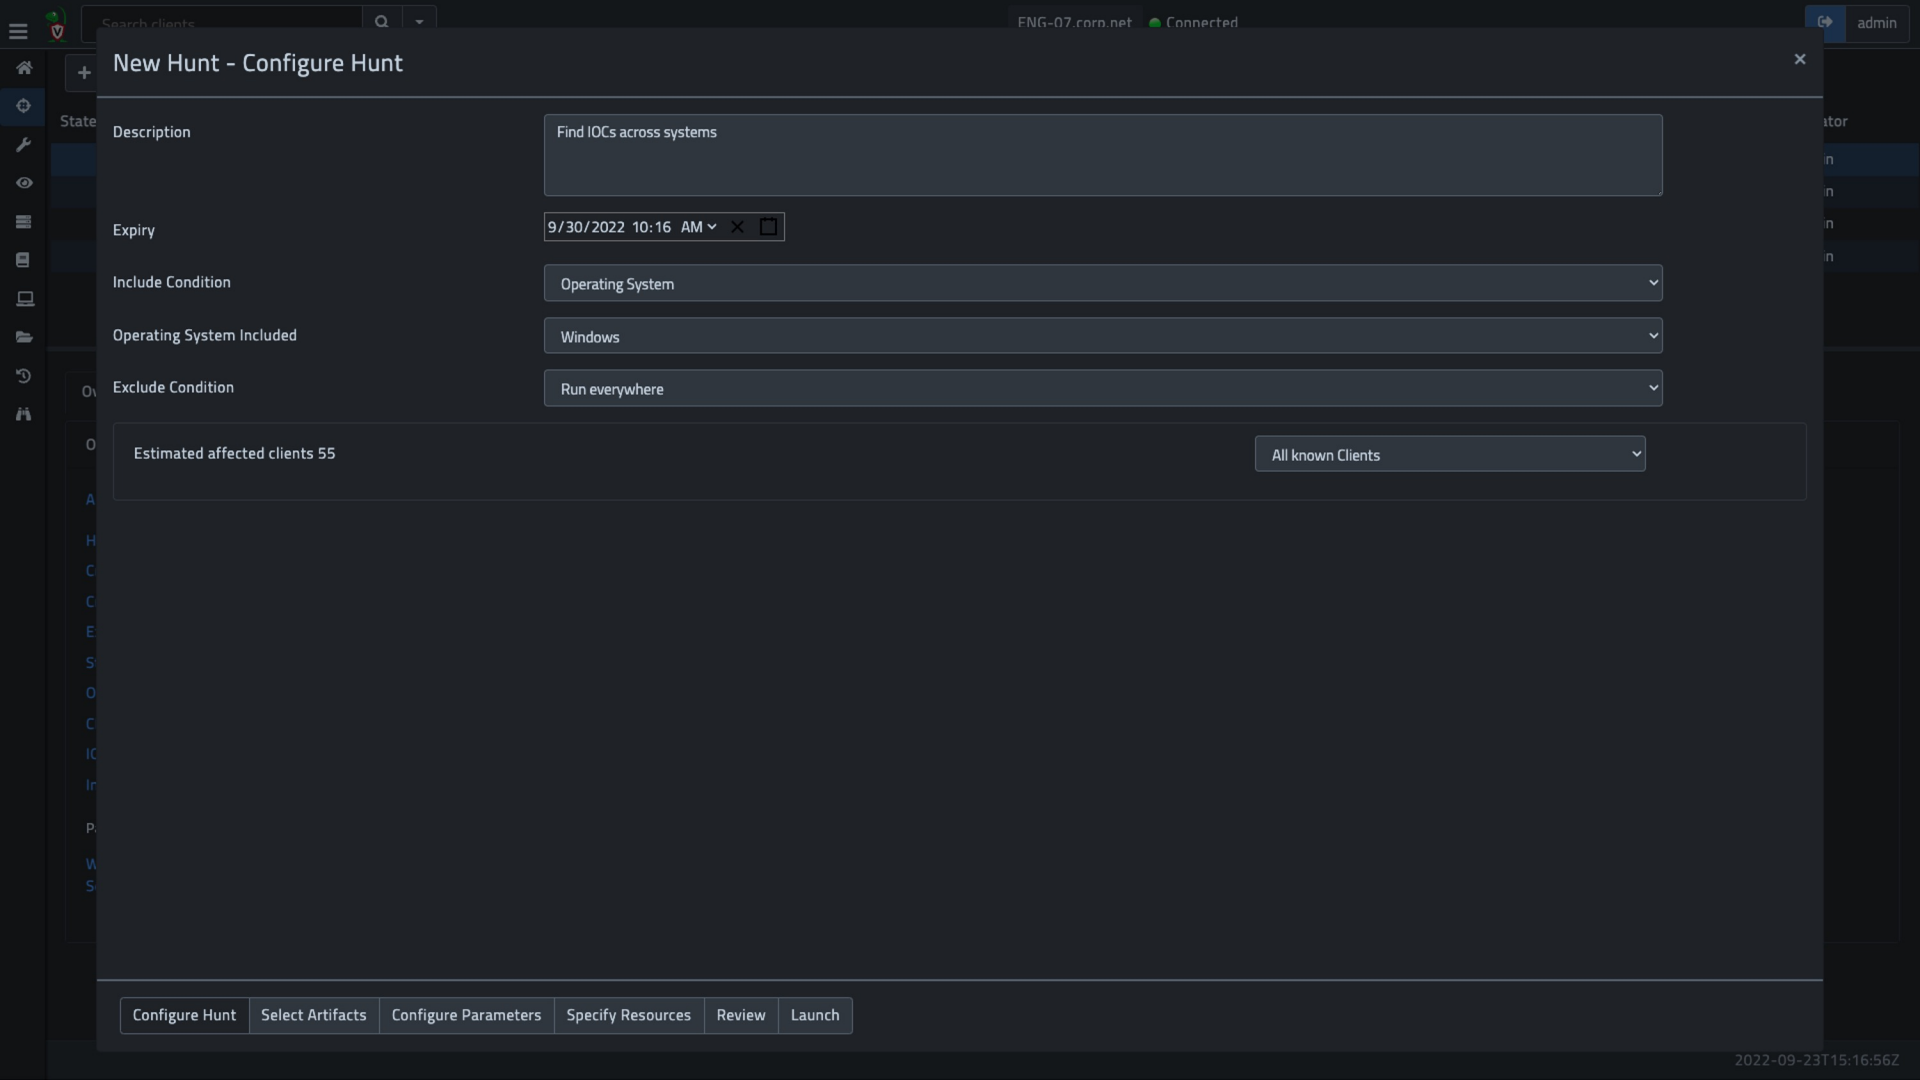 Search clients
ENG-07.corp.net
Connected
admin
New Hunt - Configure Hunt
×
State
Description
Find IOCs across systems
Expiry
9/30/2022 10:16 AM
Include Condition
Operating System
Operating System Included
Windows
Exclude Condition
Run everywhere
Estimated affected clients 55
All known Clients
Configure Hunt
Select Artifacts
Configure Parameters
Specify Resources
Review
Launch
2022-09-23T15:16:56Z